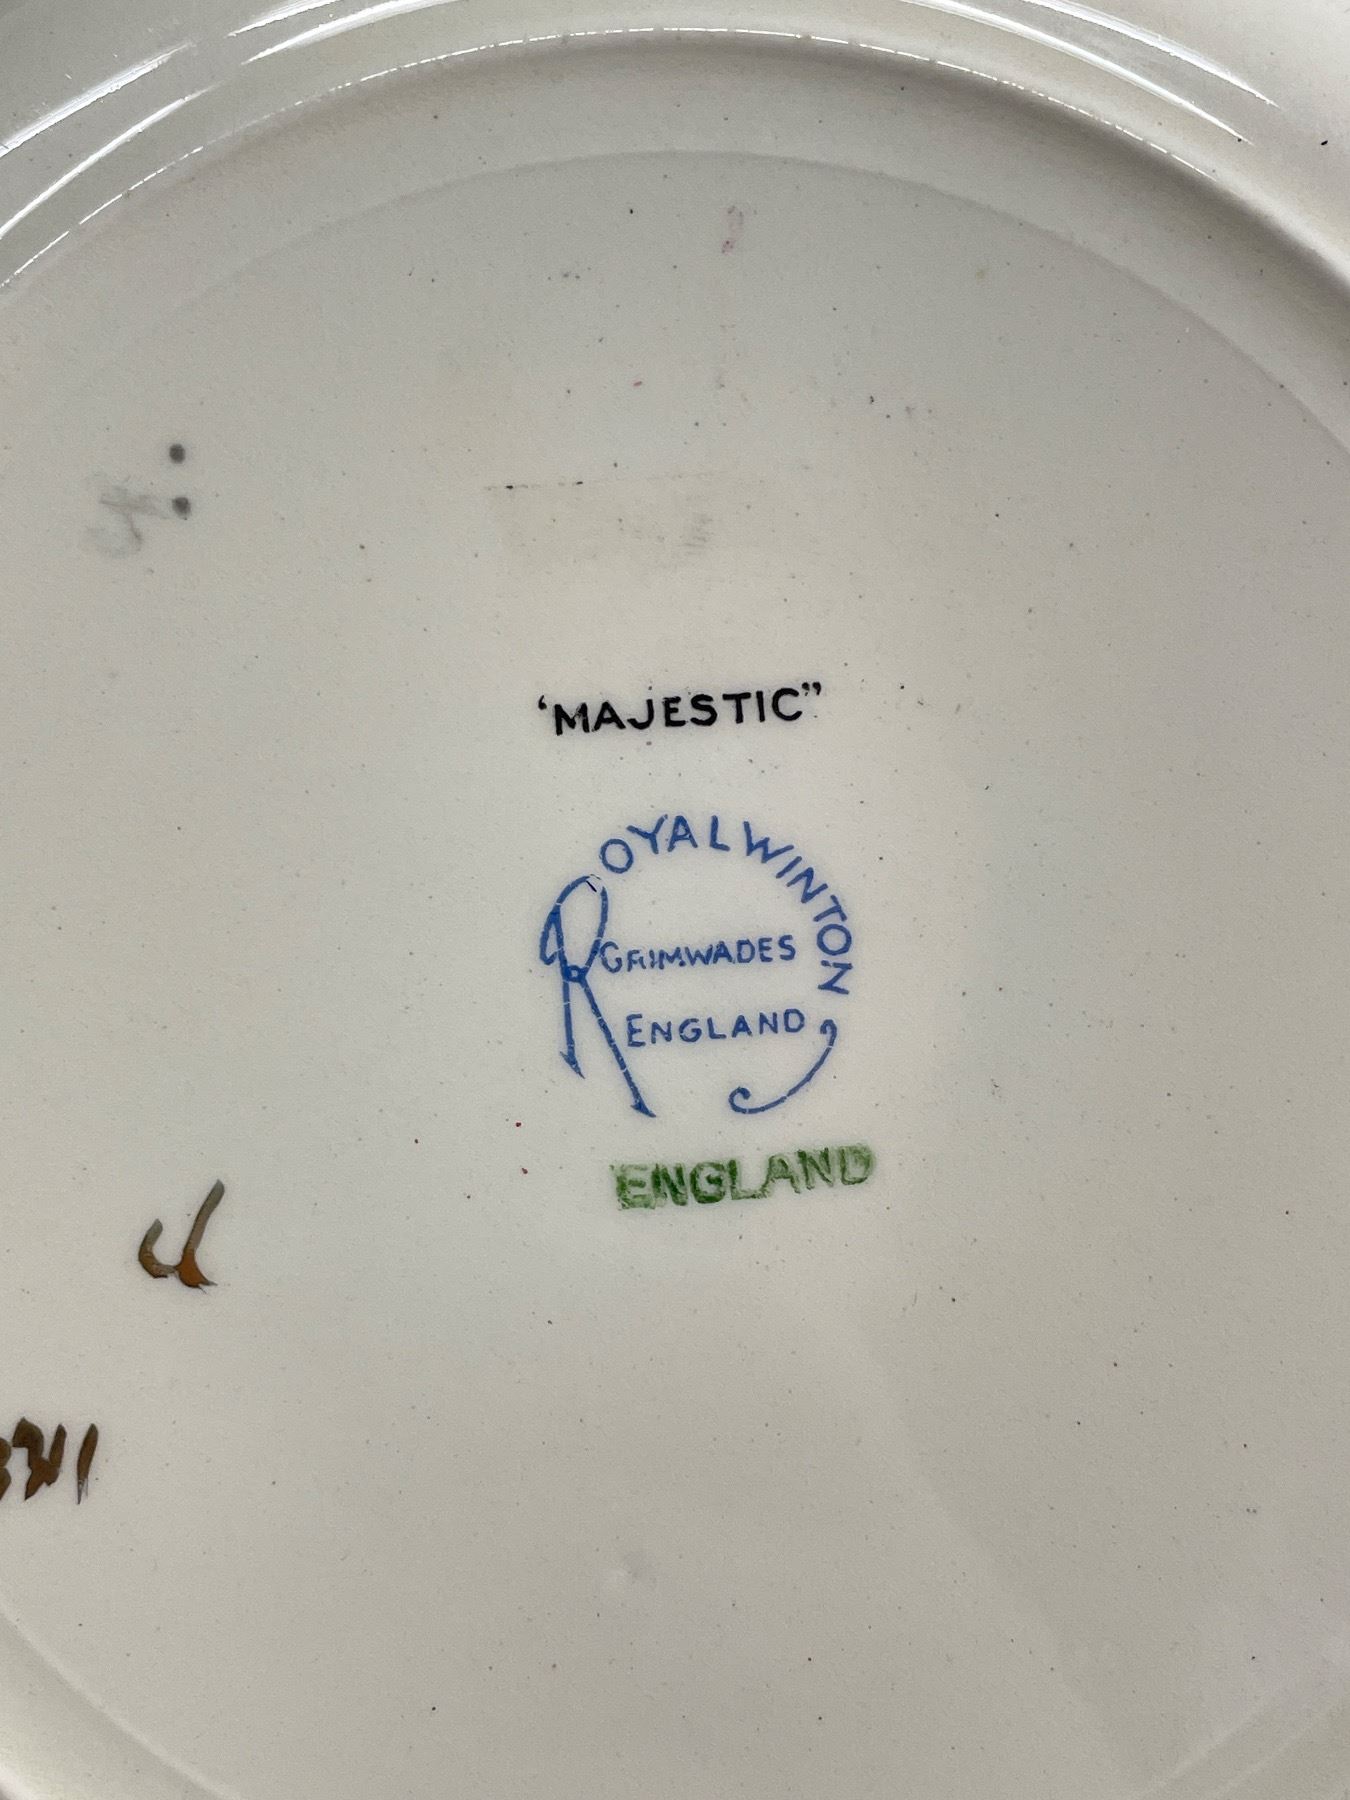 ‘MAJESTIC”
ROYAL WINTON
GRIMWADES
ENGLAND
ENGLAND